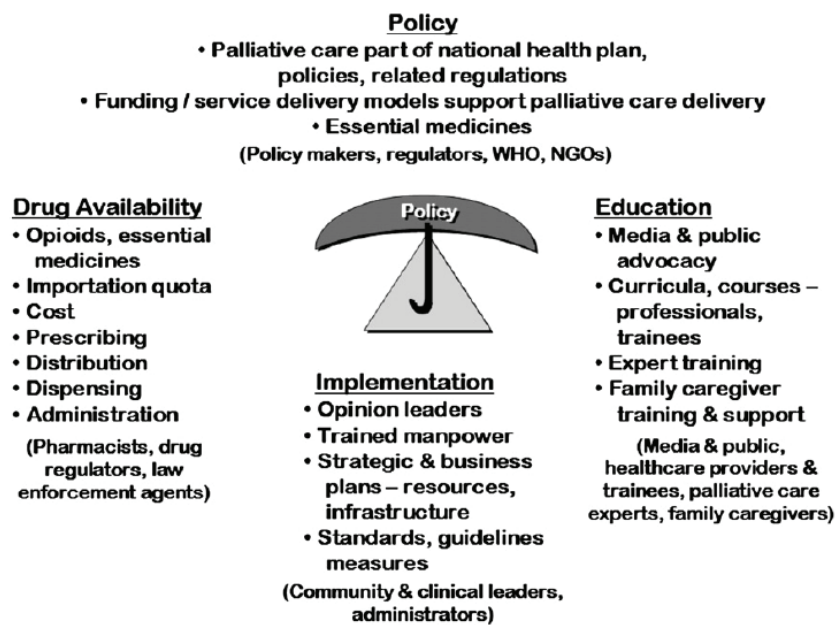 Policy
• Palliative care part of national health plan,
policies, related regulations
• Funding / service delivery models support palliative care delivery
• Essential medicines
(Policy makers, regulators, WHO, NGOs)
Policy
Drug Availability
• Opioids, essential
medicines
• Importation quota
• Cost
• Prescribing
• Distribution
• Dispensing
• Administration
(Pharmacists, drug
regulators, law
enforcement agents)
Implementation
• Opinion leaders
• Trained manpower
• Strategic & business
plans – resources,
infrastructure
• Standards, guidelines
measures
(Community & clinical leaders,
administrators)
Education
• Media & public
advocacy
• Curricula, courses –
professionals,
trainees
• Expert training
• Family caregiver
training & support
(Media & public,
healthcare providers &
trainees, palliative care
experts, family caregivers)